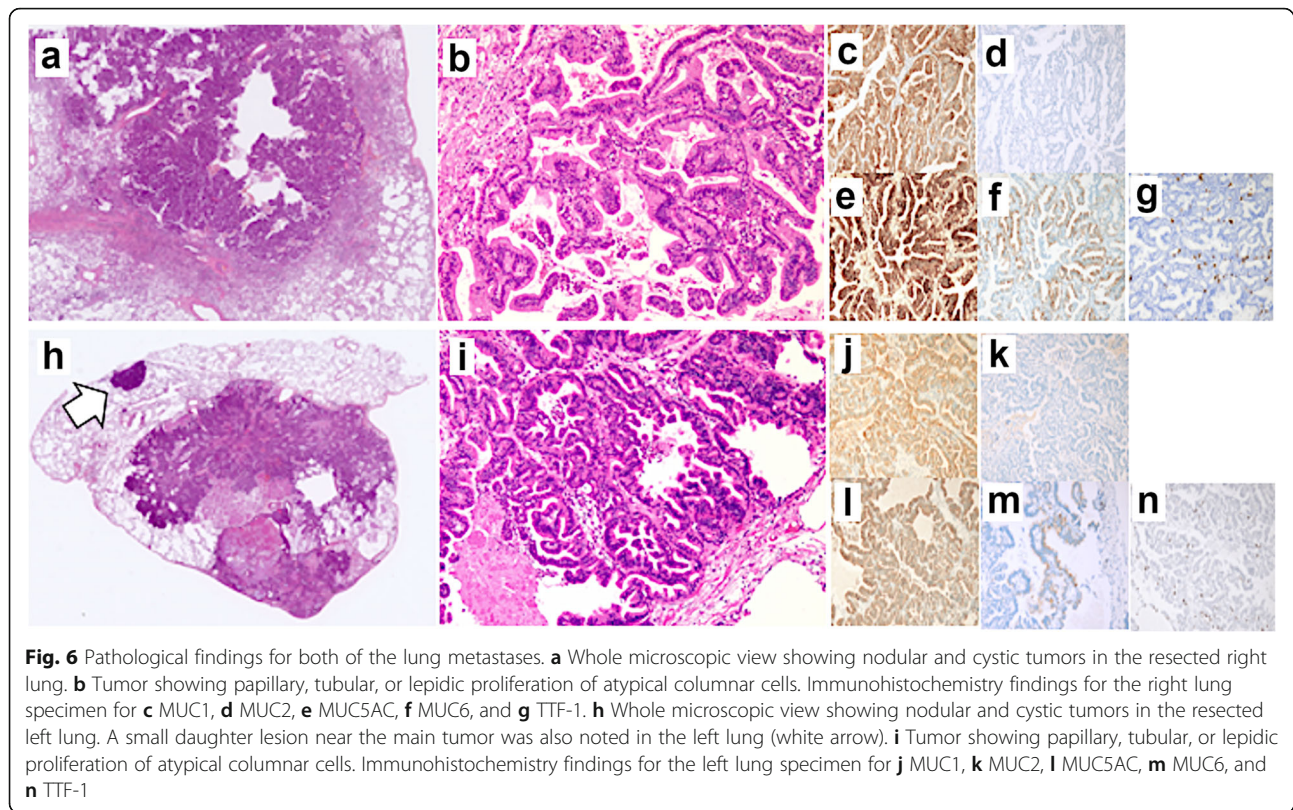 a
b
c
d
e
f
g
h
i
j
k
l
m
n
Fig. 6 Pathological findings for both of the lung metastases. a Whole microscopic view showing nodular and cystic tumors in the resected right
lung. b Tumor showing papillary, tubular, or lepidic proliferation of atypical columnar cells. Immunohistochemistry findings for the right lung
specimen for c MUC1, d MUC2, e MUC5AC, f MUC6, and g TTF-1. h Whole microscopic view showing nodular and cystic tumors in the resected
left lung. A small daughter lesion near the main tumor was also noted in the left lung (white arrow). i Tumor showing papillary, tubular, or lepidic
proliferation of atypical columnar cells. Immunohistochemistry findings for the left lung specimen for j MUC1, k MUC2, l MUC5AC, m MUC6, and
n TTF-1